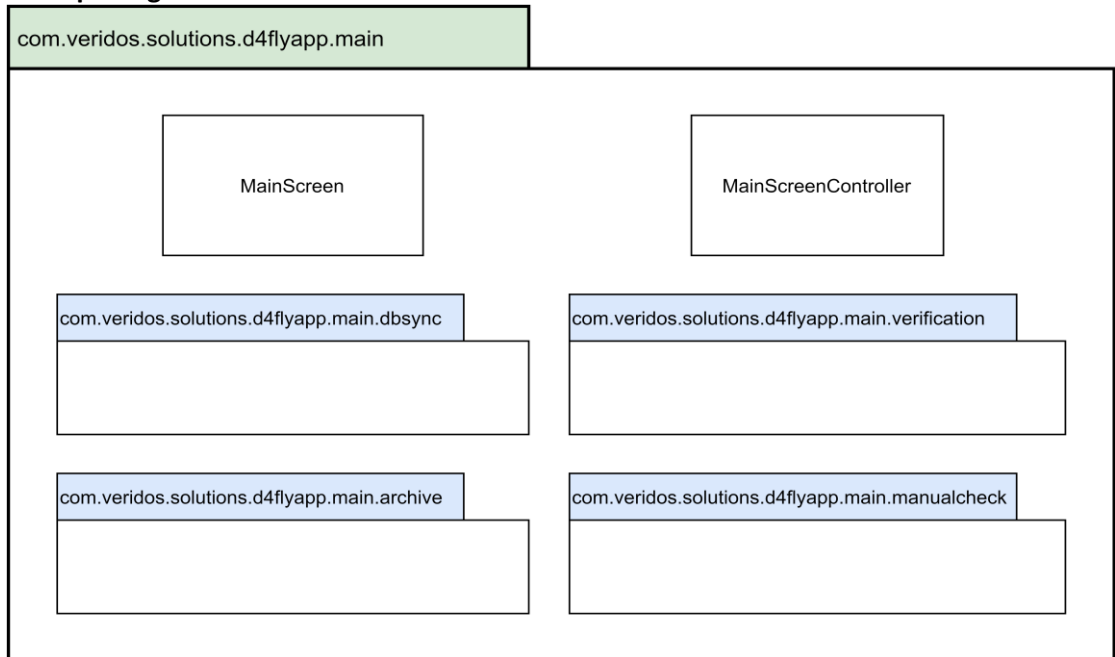 com.veridos.solutions.d4flyapp.main
MainScreen
MainScreenController
com.veridos.solutions.d4flyapp.main.dbsync
com.veridos.solutions.d4flyapp.main.verification
com.veridos.solutions.d4flyapp.main.archive
com.veridos.solutions.d4flyapp.main.manualcheck